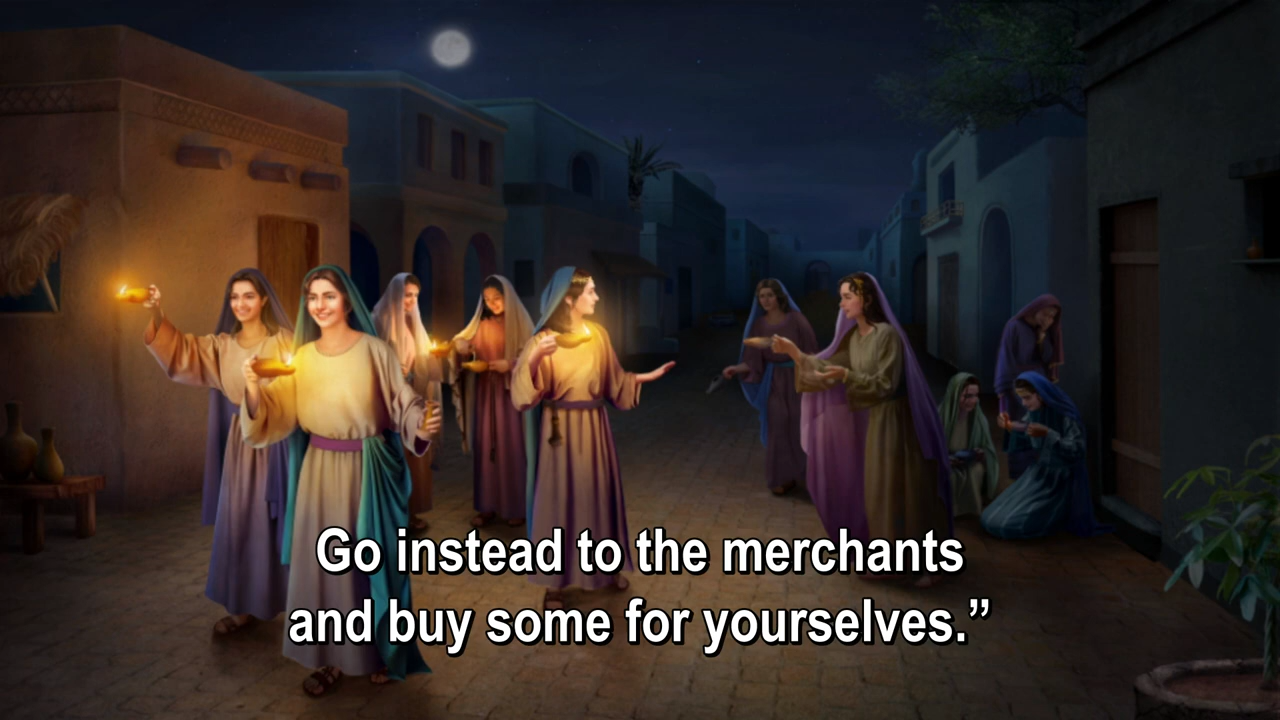 Go instead to the merchants
and buy some for yourselves.”